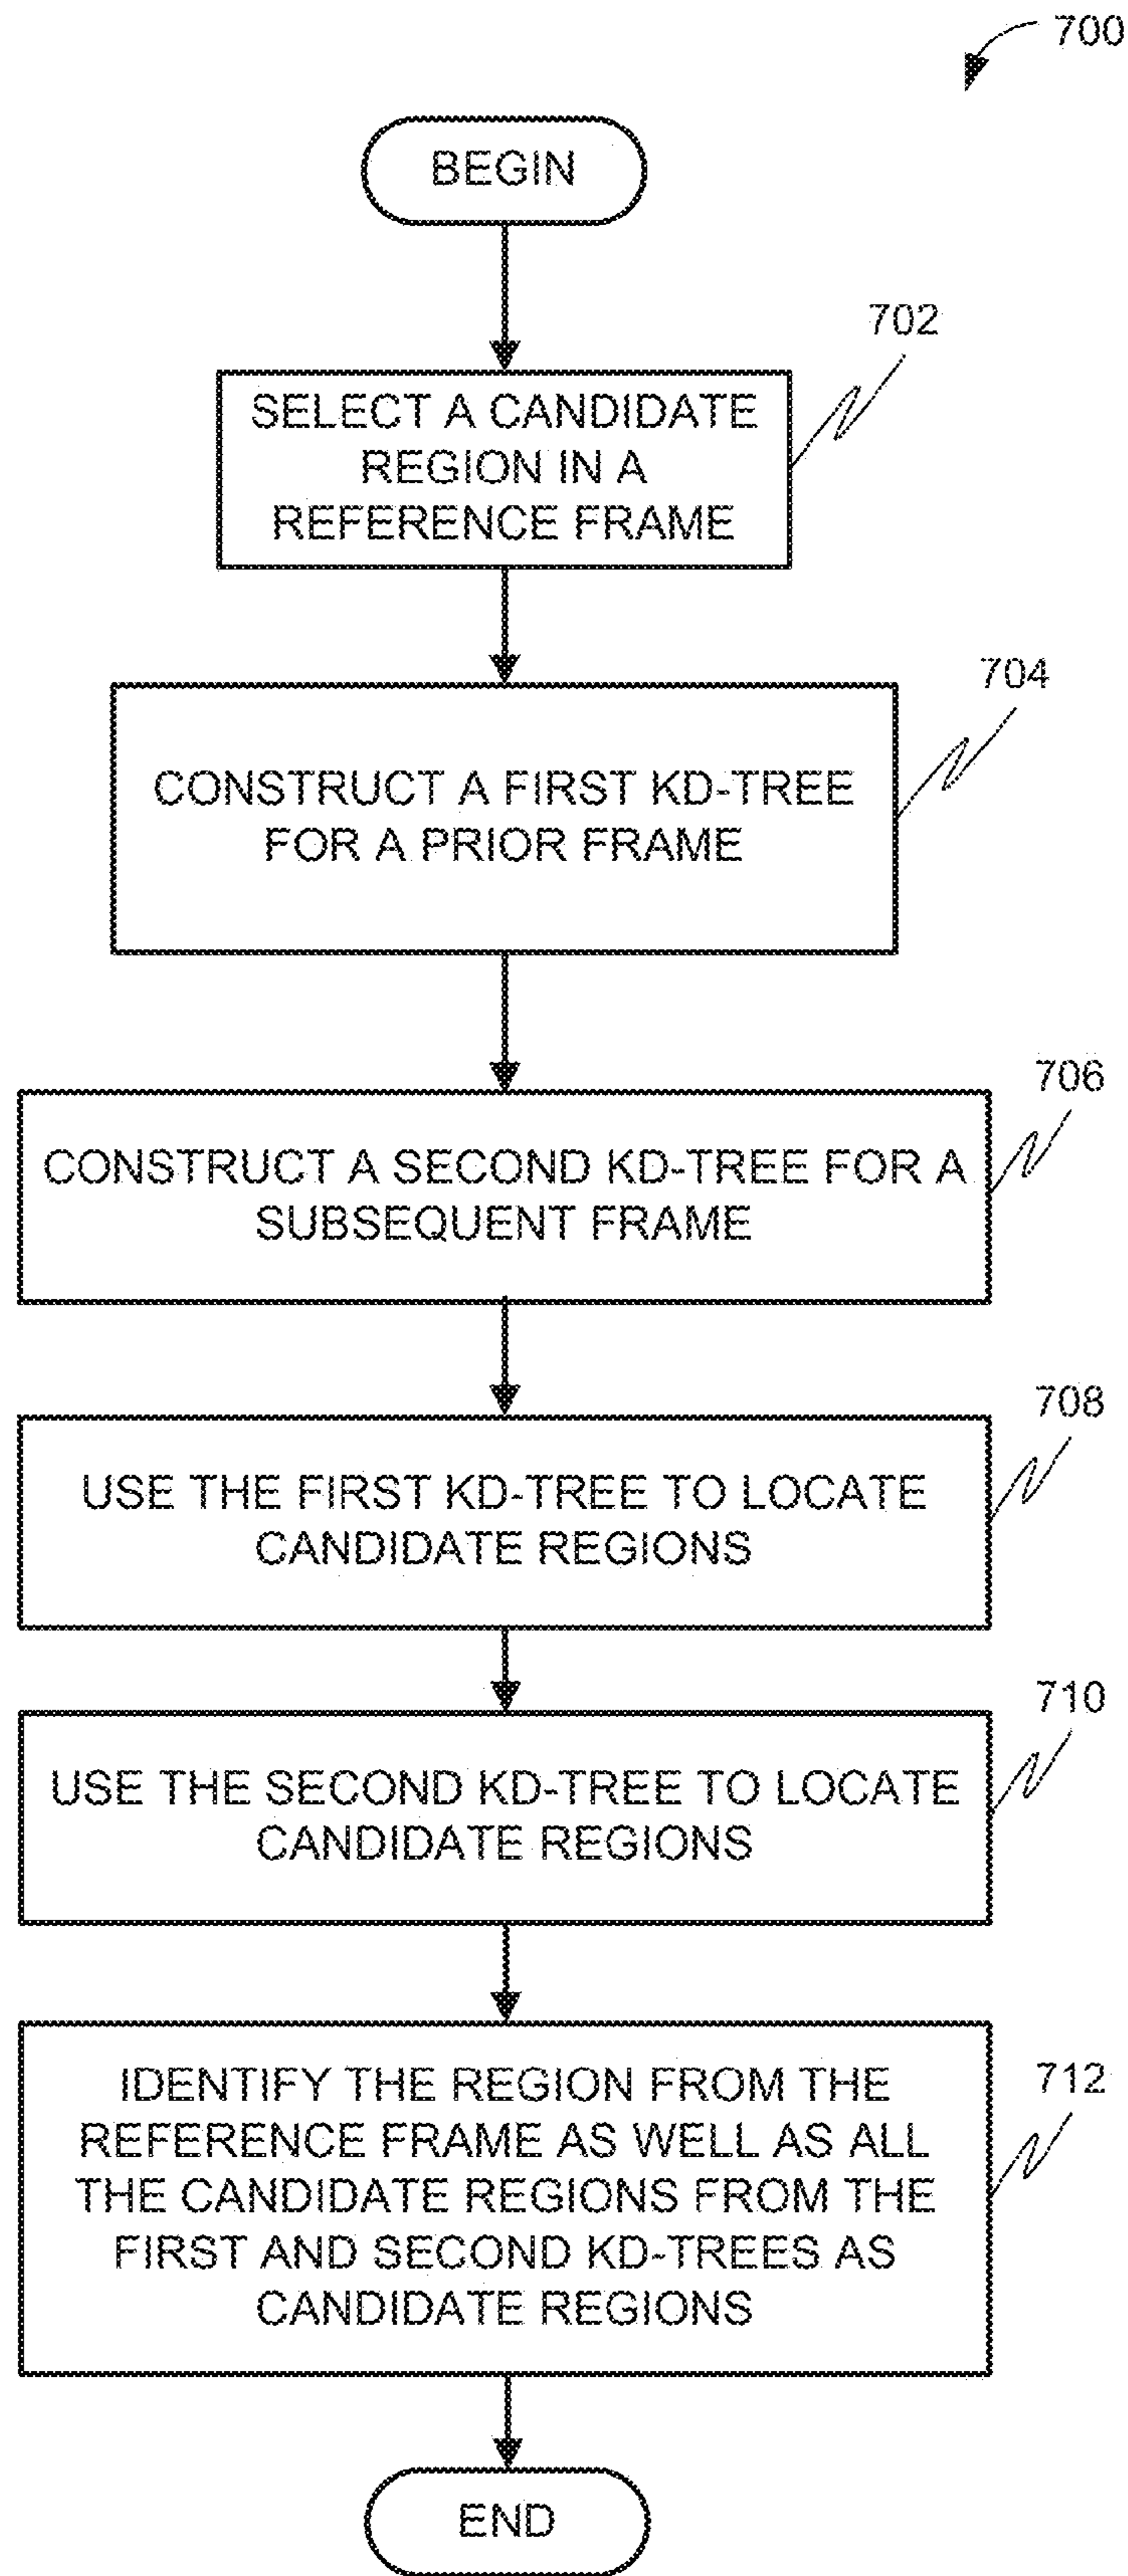 700
BEGIN
702
SELECT A CANDIDATE
REGION IN A
REFERENCE FRAME
704
CONSTRUCT A FIRST KD-TREE
FOR A PRIOR FRAME
706
CONSTRUCT A SECOND KD-TREE FOR A
SUBSEQUENT FRAME
708
USE THE FIRST KD-TREE TO LOCATE
CANDIDATE REGIONS
710
USE THE SECOND KD-TREE TO LOCATE
CANDIDATE REGIONS
712
IDENTIFY THE REGION FROM THE
REFERENCE FRAME AS WELL AS ALL
THE CANDIDATE REGIONS FROM THE
FIRST AND SECOND KD-TREES AS
CANDIDATE REGIONS
END